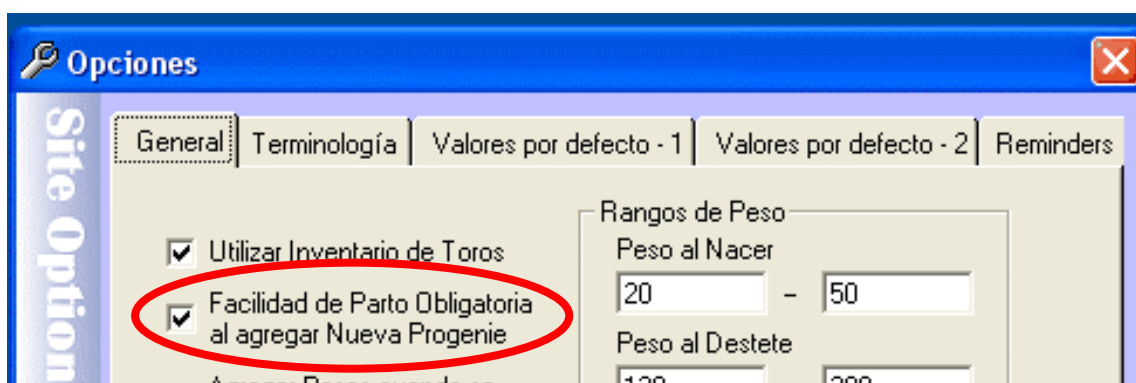 Opciones
Site Option
General Terminología Valores por defecto - 1 Valores por defecto - 2 Reminders
Utilizar Inventario de Toros
Facilidad de Parto Obligatoria
al agregar Nueva Progenie
Rangos de Peso
Peso al Nacer
20 – 50
Peso al Destete